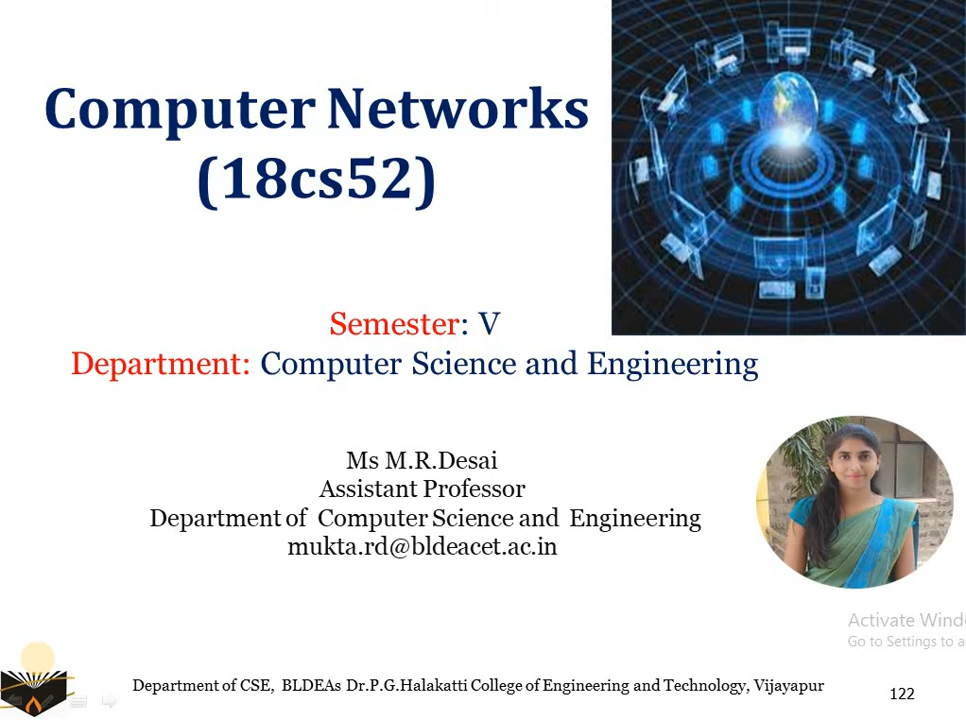 Computer Networks
(18cs52)
Semester: V
Department: Computer Science and Engineering
Ms M.R.Desai
Assistant Professor
Department of Computer Science and Engineering
mukta.rd@bldeacet.ac.in
Activate Wind
Go to Settings to a
Department of CSE, BLDEAs Dr.P.G.Halakatti College of Engineering and Technology, Vijayapur
122